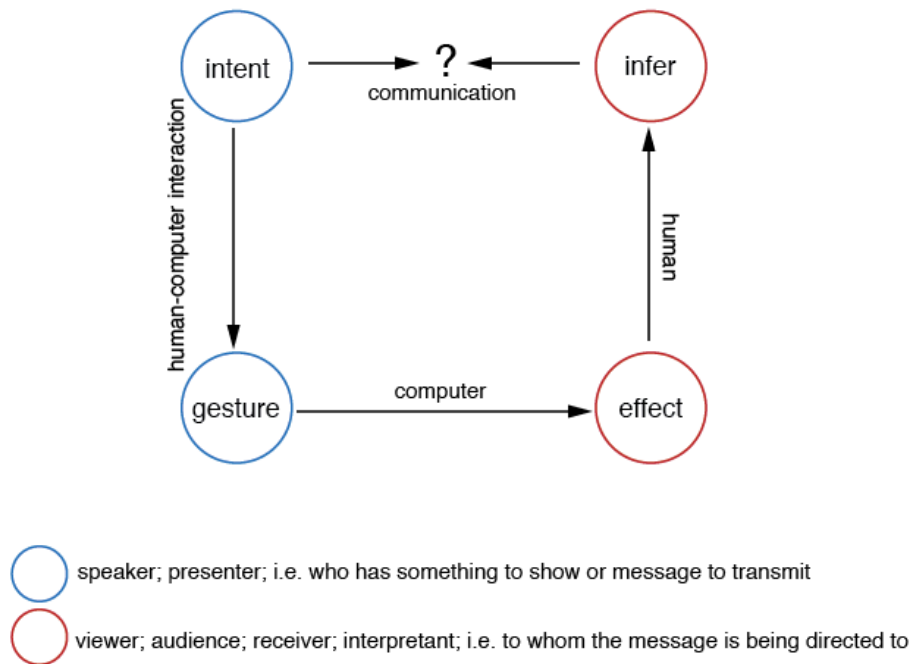 intent
?
infer
communication
human-computer interaction
human
gesture
computer
effect
speaker; presenter; i.e. who has something to show or message to transmit
viewer; audience; receiver; interpretant; i.e. to whom the message is being directed to